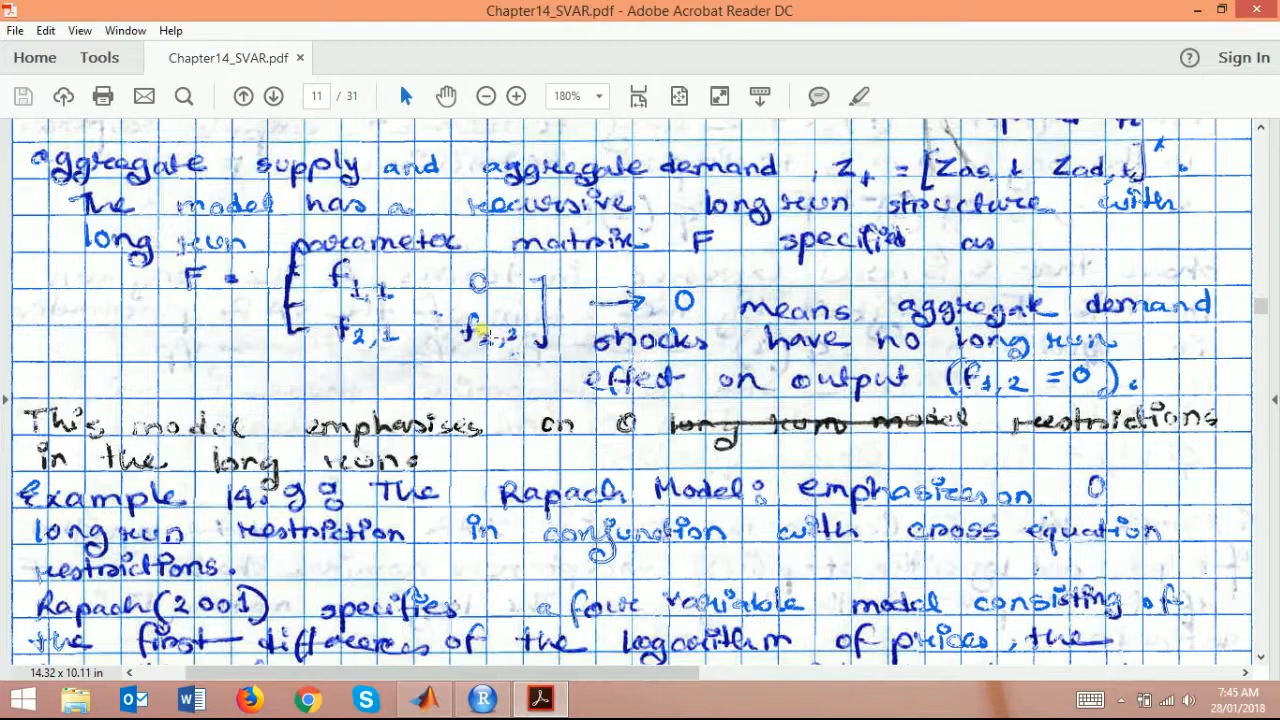 Chapter14_SVAR.pdf - Adobe Acrobat Reader DC
File Edit View Window Help
Home Tools Chapter14_SVAR.pdf × Sign In
11 / 31 180%
aggregate supply and aggregate demand, Z_t = [Z_as,t Z_ad,t]'.
The model has a recursive long run structure with
long run parameter matrix F specified as
F = [ f_1,1 0
f_2,1 f_2,2 ] → 0 means aggregate demand
shocks have no long run
effect on output (f_1,2 = 0).
This model emphasises on 0 long run model restrictions
in the long run:
Example 14.9: The Rapach Model: emphasizes on 0
long run restriction in conjunction with cross equation
restrictions.
Rapach (2001) specifies a four variable model consisting of
the first differences of the logarithm of prices, the
14.32 x 10.11 in
7:45 AM
28/01/2018